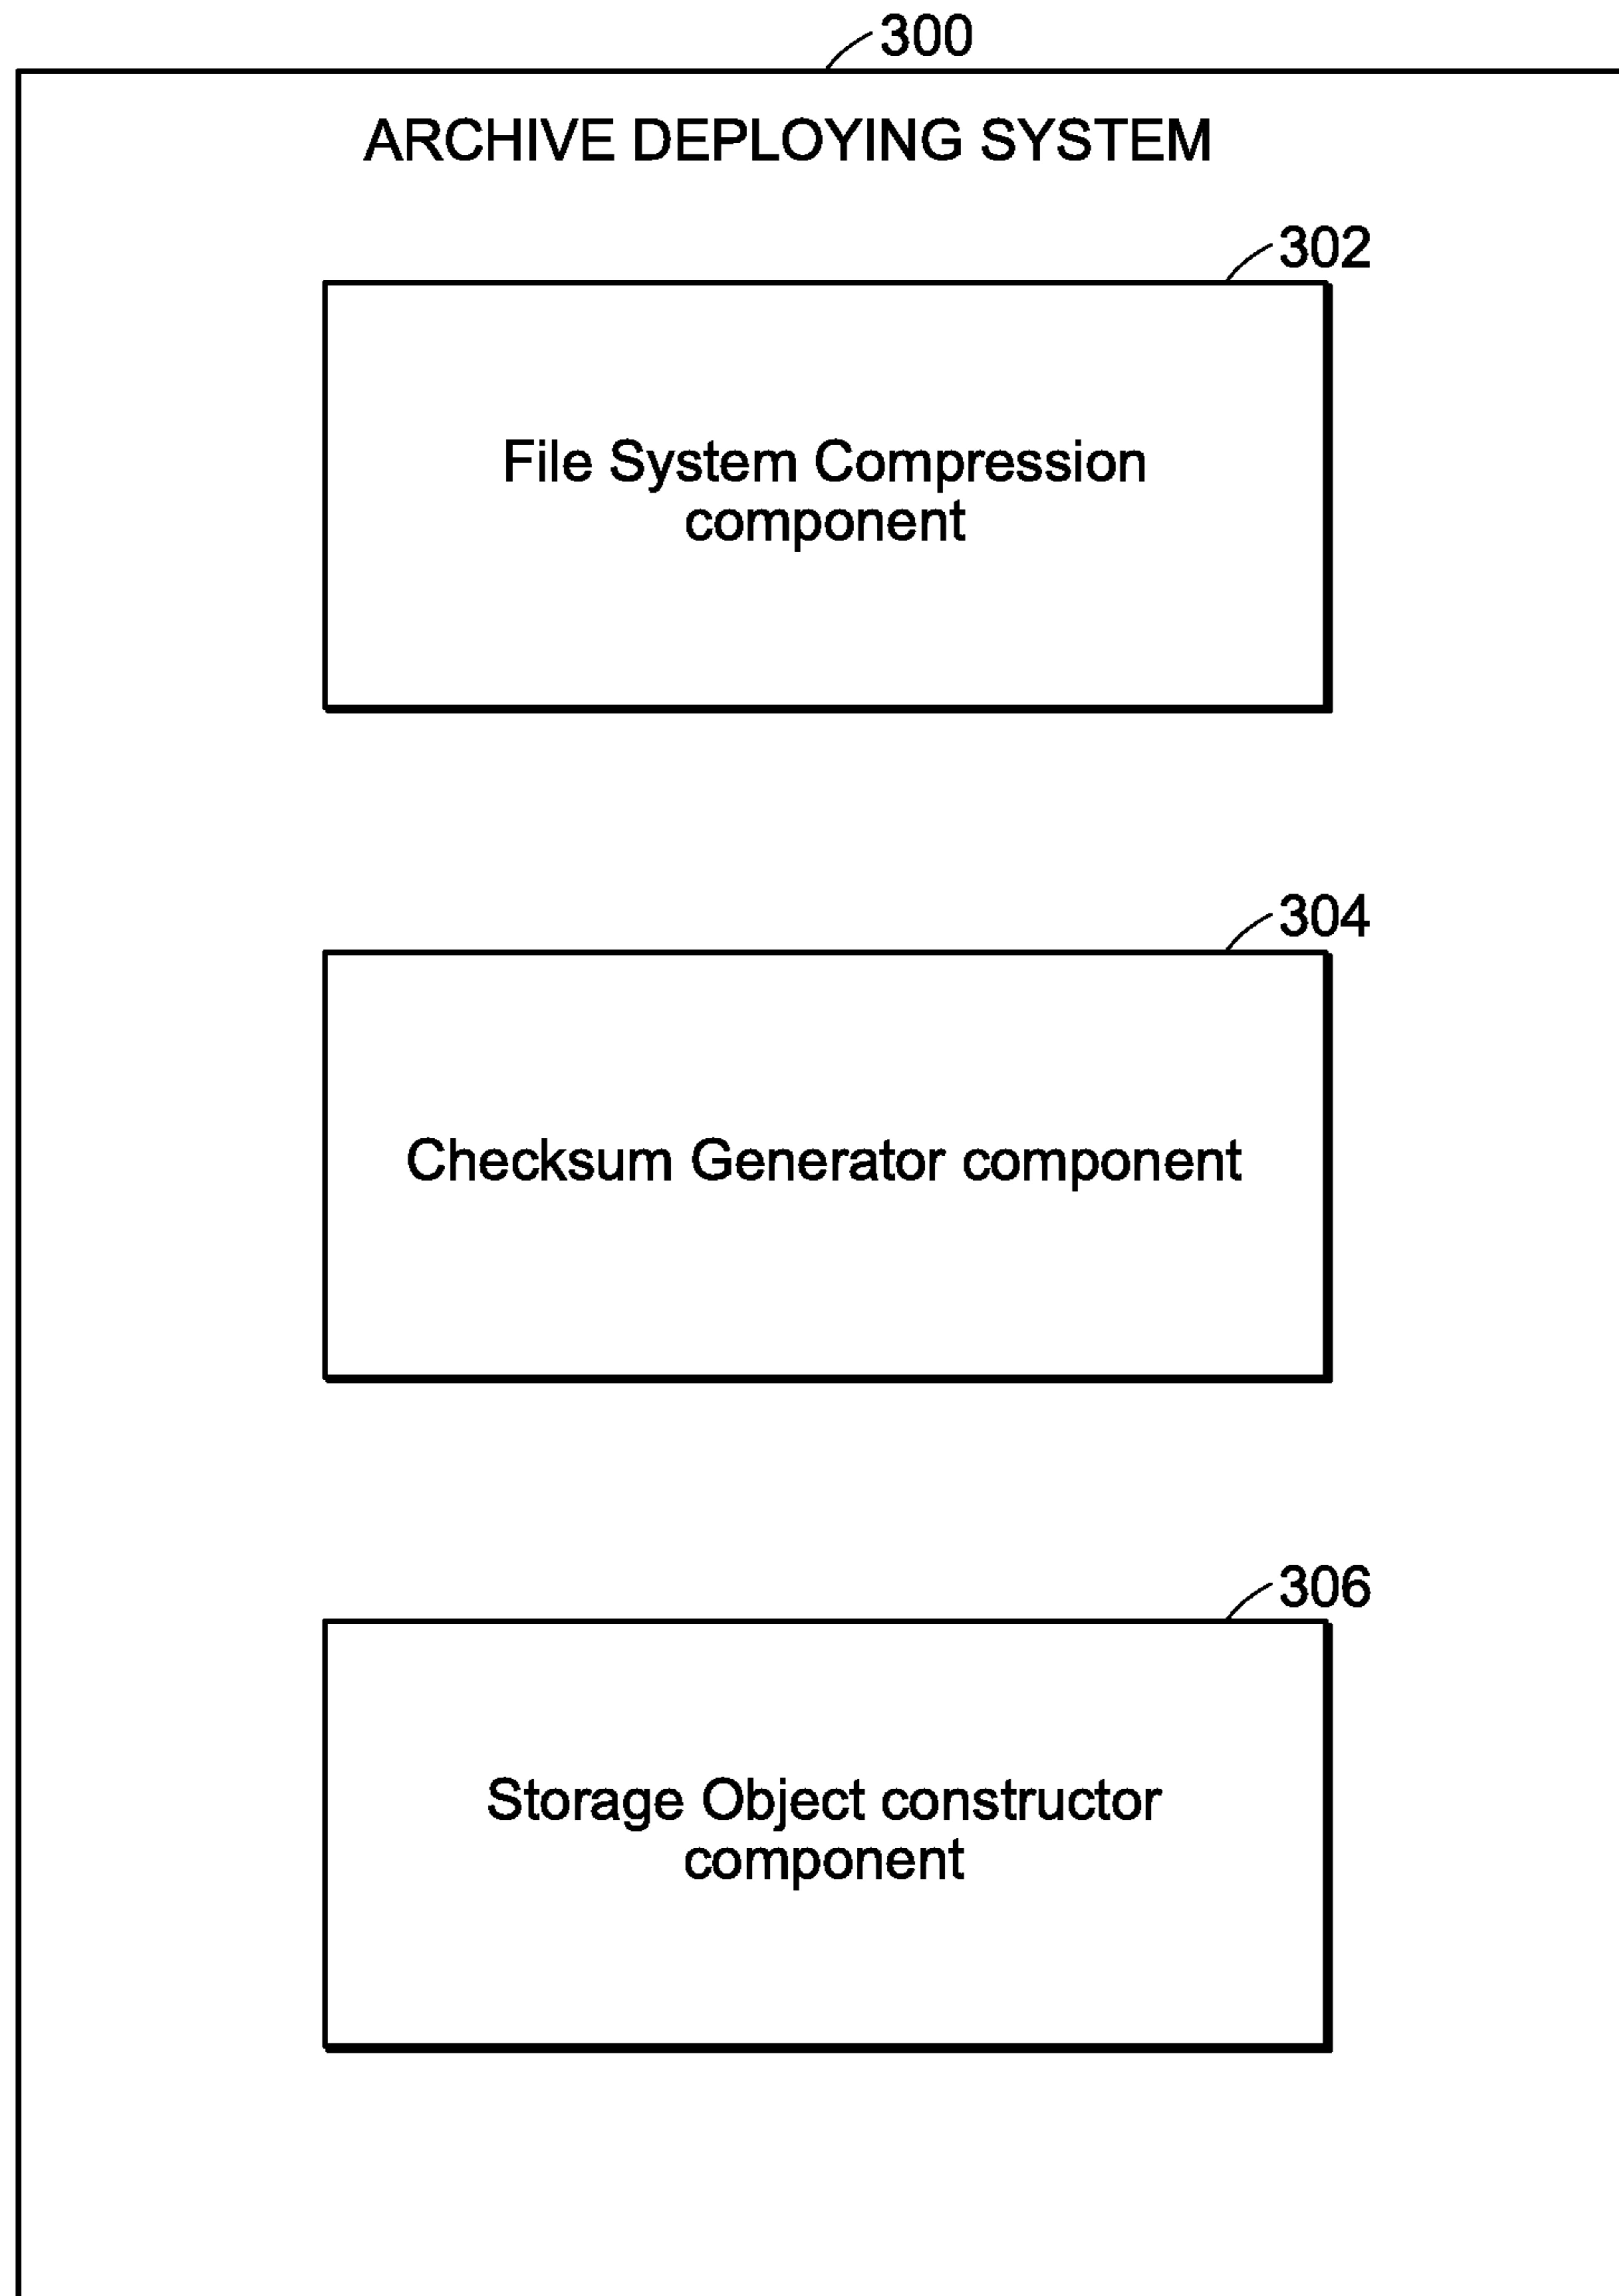 300
ARCHIVE DEPLOYING SYSTEM
302
File System Compression
component
304
Checksum Generator component
306
Storage Object constructor
component